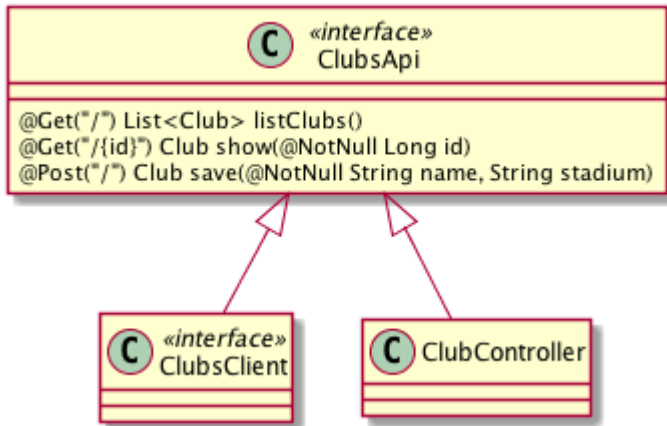 C «interface»
ClubsApi
@Get("/") List<Club> listClubs()
@Get("/{id}") Club show(@NotNull Long id)
@Post("/") Club save(@NotNull String name, String stadium)
C «interface»
ClubsClient
C ClubController